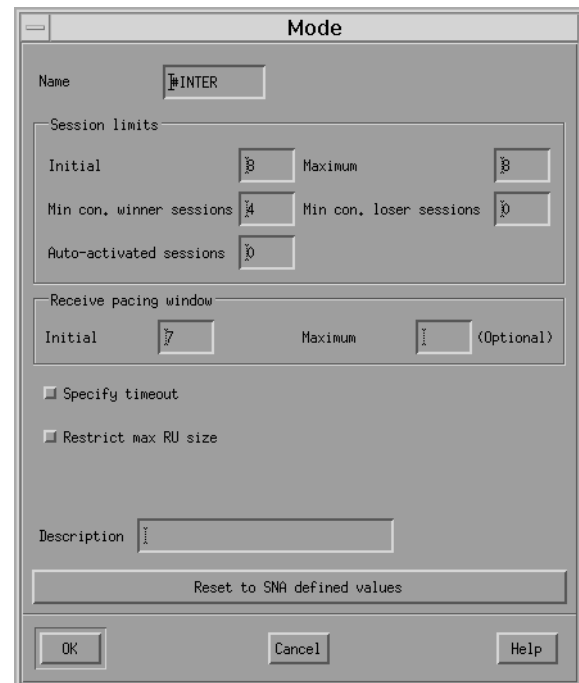 Mode
Name #INTER
Session limits
Initial 8 Maximum 8
Min con. winner sessions 4 Min con. loser sessions 0
Auto-activated sessions 0
Receive pacing window
Initial 7 Maximum (Optional)
Specify timeout
Restrict max RU size
Description
Reset to SNA defined values
OK Cancel Help